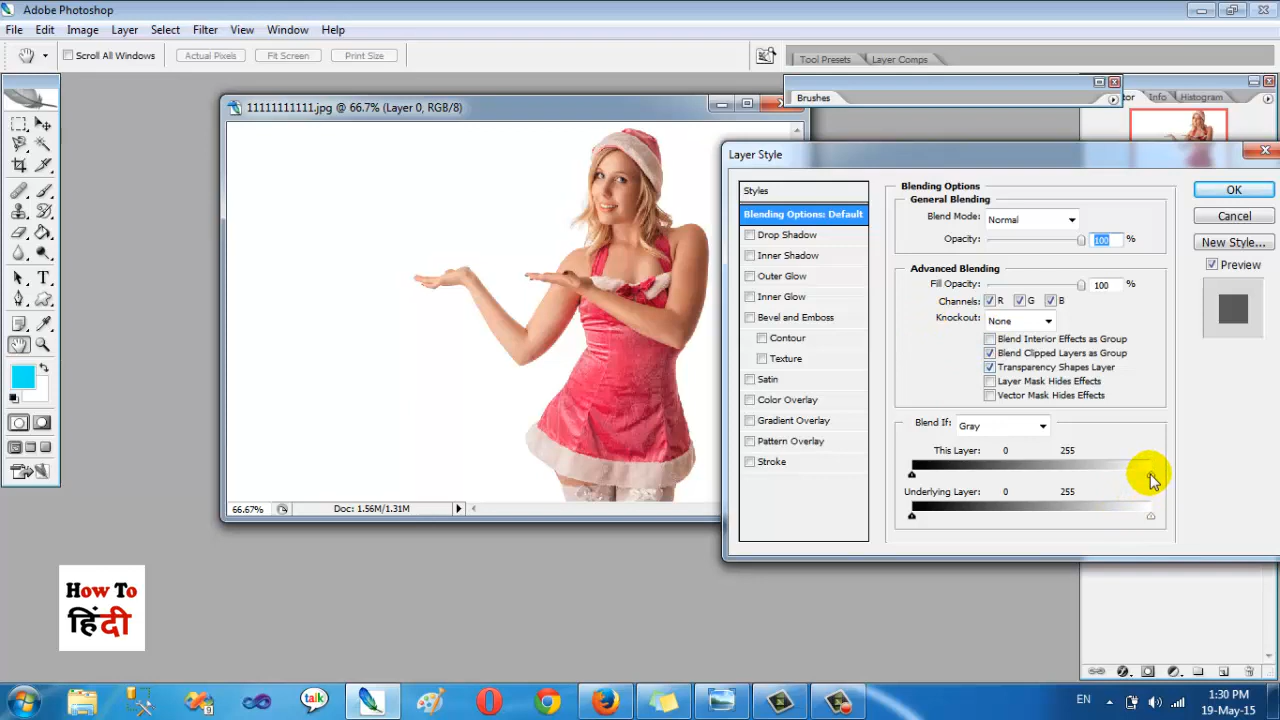 Adobe Photoshop
File Edit Image Layer Select Filter View Window Help
Scroll All Windows Actual Pixels Fit Screen Print Size
Tool Presets Layer Comps
Brushes
Info Histogram
11111111111.jpg @ 66.7% (Layer 0, RGB/8)
Layer Style
Styles
Blending Options: Default
Drop Shadow
Inner Shadow
Outer Glow
Inner Glow
Bevel and Emboss
Contour
Texture
Satin
Color Overlay
Gradient Overlay
Pattern Overlay
Stroke
Blending Options
General Blending
Blend Mode: Normal
Opacity: 100 %
Advanced Blending
Fill Opacity: 100 %
Channels: R G B
Knockout: None
Blend Interior Effects as Group
Blend Clipped Layers as Group
Transparency Shapes Layer
Layer Mask Hides Effects
Vector Mask Hides Effects
Blend If: Gray
This Layer: 0 255
Underlying Layer: 0 255
OK
Cancel
New Style...
Preview
66.67% Doc: 1.56M/1.31M
How To
हिंदी
talk
EN
1:30 PM
19-May-15